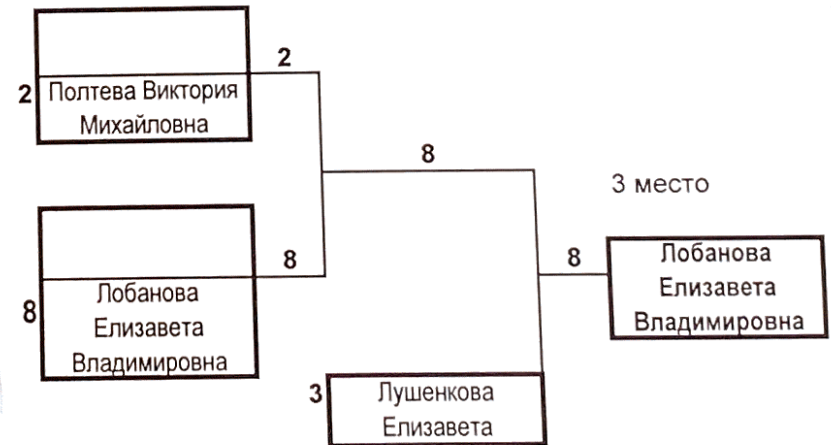 2
2 Полтева Виктория
Михайловна
8
3 место
8
8
Лобанова
Елизавета
Владимировна
8 Лобанова
Елизавета
Владимировна
3 Лушенкова
Елизавета